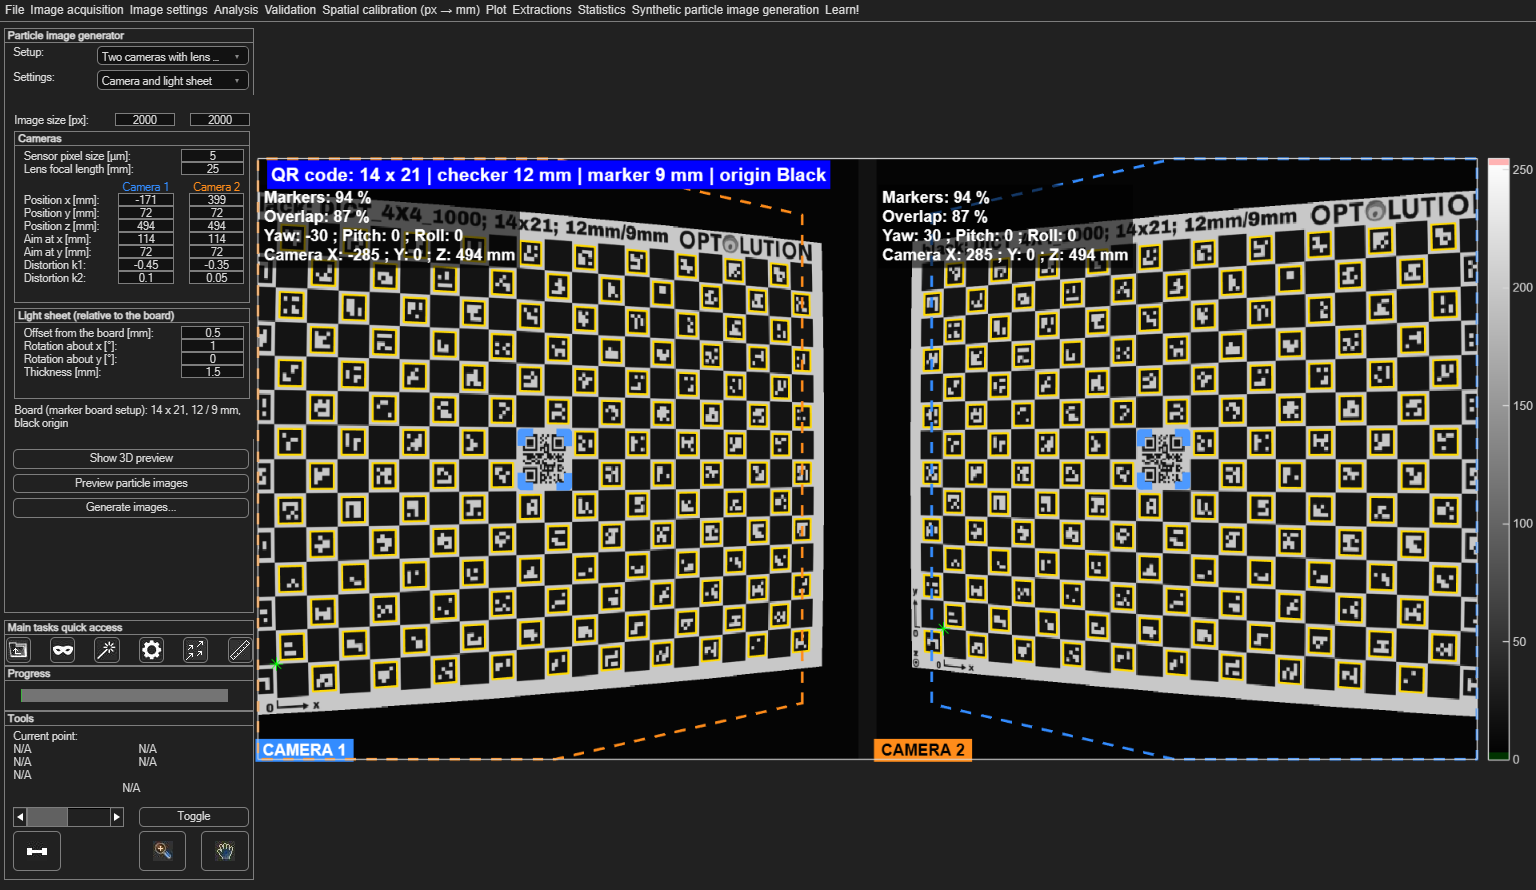 File Image acquisition Image settings Analysis Validation Spatial calibration (px → mm) Plot Extractions Statistics Synthetic particle image generation Learn!
Particle image generator
Setup: Two cameras with lens ...
Settings: Camera and light sheet
Image size [px]: 2000 2000
Cameras
Sensor pixel size [µm]: 5
Lens focal length [mm]: 25
Camera 1 Camera 2
Position x [mm]: -171 399
Position y [mm]: 72 72
Position z [mm]: 494 494
Aim at x [mm]: 114 114
Aim at y [mm]: 72 72
Distortion k1: -0.45 -0.35
Distortion k2: 0.1 0.05
Light sheet (relative to the board)
Offset from the board [mm]: 0.5
Rotation about x [°]: 1
Rotation about y [°]: 0
Thickness [mm]: 1.5
Board (marker board setup): 14 x 21, 12 / 9 mm,
black origin
Show 3D preview
Preview particle images
Generate images...
Main tasks quick access
Progress
Tools
Current point:
N/A N/A
N/A N/A
N/A
N/A
Toggle
QR code: 14 x 21 | checker 12 mm | marker 9 mm | origin Black
Markers: 94 %
Overlap: 87 %
Yaw: -30 ; Pitch: 0 ; Roll: 0
Camera X: -285 ; Y: 0 ; Z: 494 mm
4X4_1000; 14x21; 12mm/9mm OPTOLUTION
0 x
CAMERA 1
Markers: 94 %
Overlap: 87 %
Yaw: 30 ; Pitch: 0 ; Roll: 0
Camera X: 285 ; Y: 0 ; Z: 494 mm
14x21; 12mm/9mm OPTOLUTIO
y
0
z
0 x
CAMERA 2
250
200
150
100
50
0